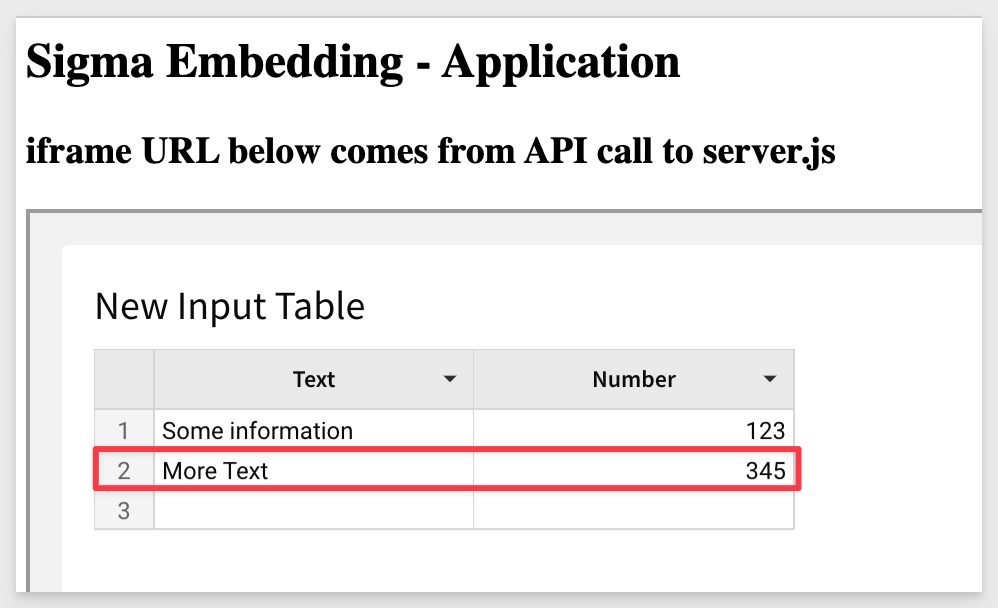 Sigma Embedding - Application
iframe URL below comes from API call to server.js
New Input Table
Text Number
1 Some information 123
2 More Text 345
3